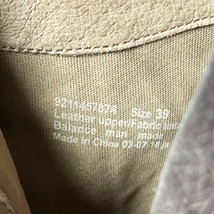 9211457678 Size 39
Leather upper/Fabric lining
Balance man made
Made in China 03-07-18